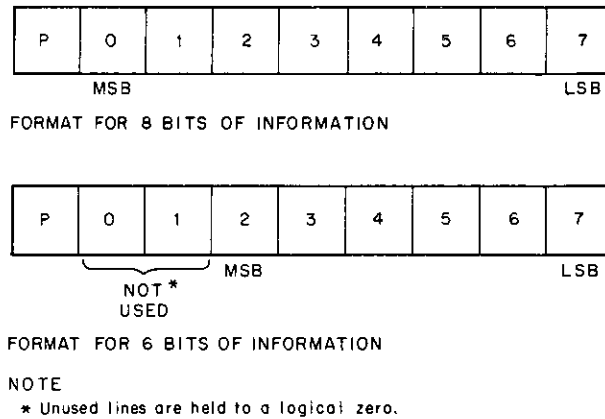 P 0 1 2 3 4 5 6 7
MSB LSB
FORMAT FOR 8 BITS OF INFORMATION
P 0 1 2 3 4 5 6 7
NOT * MSB LSB
USED
FORMAT FOR 6 BITS OF INFORMATION
NOTE
* Unused lines are held to a logical zero.